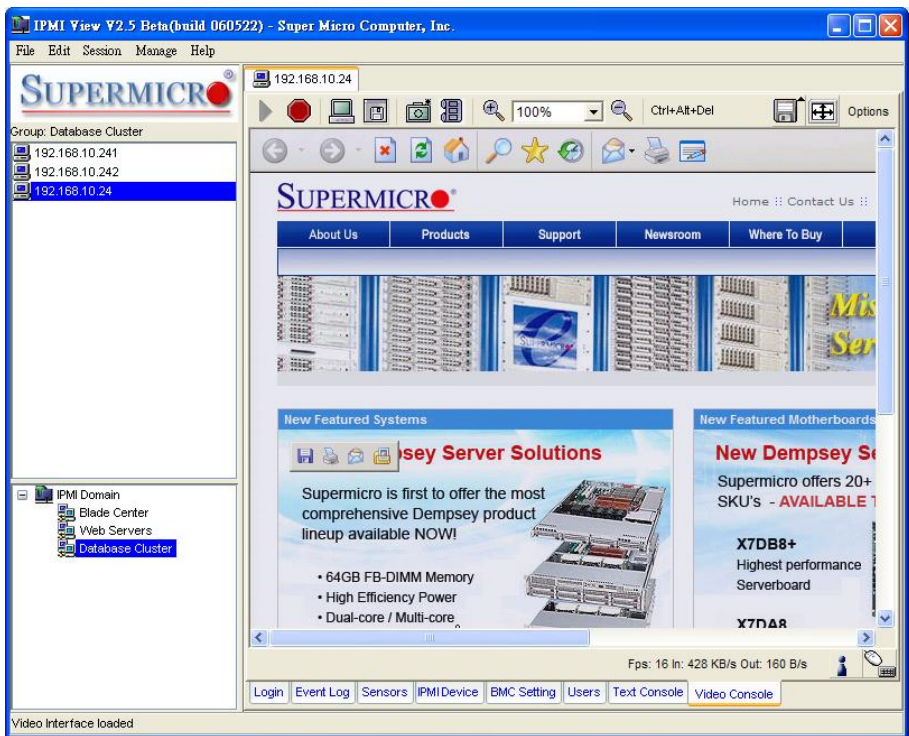 IPMI View V2.5 Beta(build 060522) - Super Micro Computer, Inc.
File Edit Session Manage Help
SUPERMICRO®
Group: Database Cluster
192.168.10.241
192.168.10.242
192.168.10.24
IPMI Domain
Blade Center
Web Servers
Database Cluster
192.168.10.24
100%
Ctrl+Alt+Del
Options
SUPERMICRO®
Home :: Contact Us ::
About Us Products Support Newsroom Where To Buy
Mis
Ser
New Featured Systems
sey Server Solutions
Supermicro is first to offer the most
comprehensive Dempsey product
lineup available NOW!
• 64GB FB-DIMM Memory
• High Efficiency Power
• Dual-core / Multi-core
New Featured Motherboards
New Dempsey Se
Supermicro offers 20+
SKU's - AVAILABLE T
X7DB8+
Highest performance
Serverboard
X7DA8
Fps: 16 In: 428 KB/s Out: 160 B/s
Login Event Log Sensors IPMI Device BMC Setting Users Text Console Video Console
Video Interface loaded